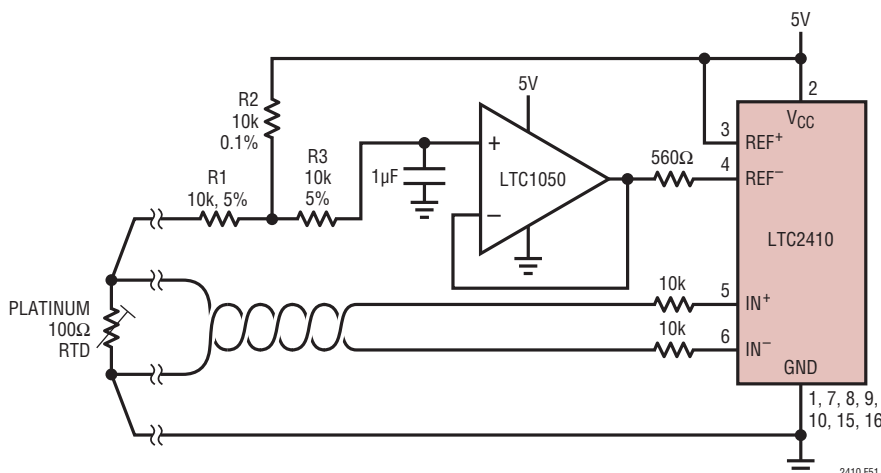 5V
R2
10k
0.1%
5V
2
VCC
R3
10k
5%
1µF
+
LTC1050
−
560Ω
3
REF+
4
REF−
R1
10k, 5%
LTC2410
PLATINUM
100Ω
RTD
10k
5
IN+
10k
6
IN−
GND
1, 7, 8, 9,
10, 15, 16
2410 F51